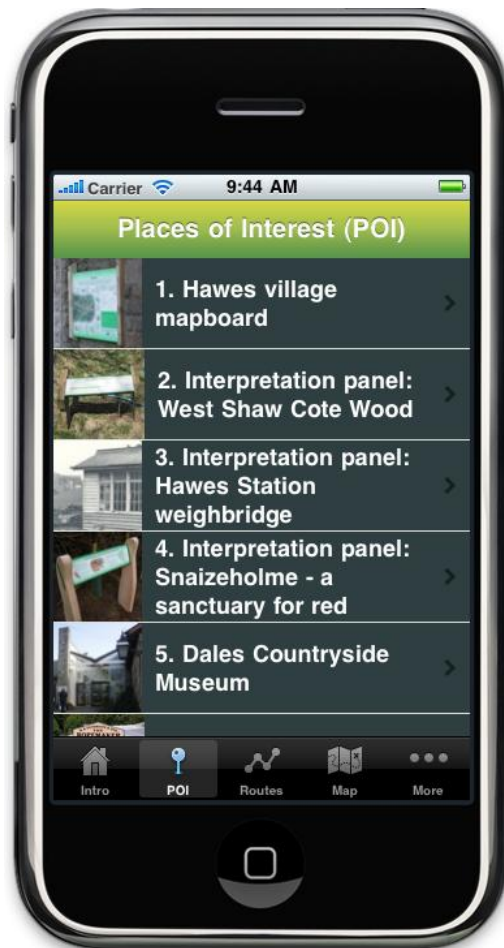 Carrier 9:44 AM
Places of Interest (POI)
1. Hawes village
mapboard
2. Interpretation panel:
West Shaw Cote Wood
3. Interpretation panel:
Hawes Station
weighbridge
4. Interpretation panel:
Snaizeholme - a
sanctuary for red
5. Dales Countryside
Museum
Intro POI Routes Map More